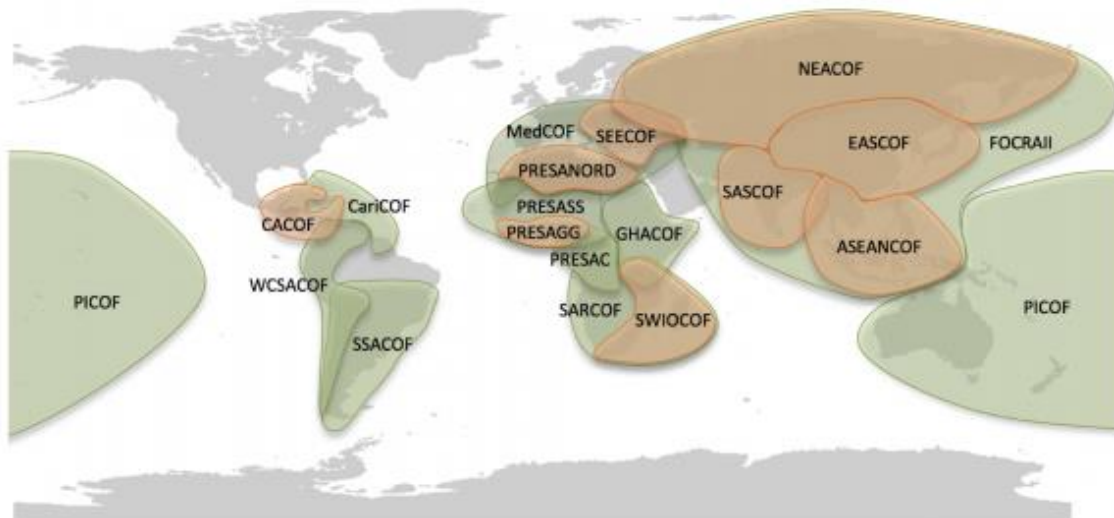 NEACOF
MedCOF
SEECOF
EASCOF
FOCRAII
PRESANORD
SASCOF
CariCOF
PRESASS
CACOF
PRESAGG
GHACOF
ASEANCOF
PRESAC
WCSACOF
PICOF
SARCOF
SWIOCOF
PICOF
SSACOF